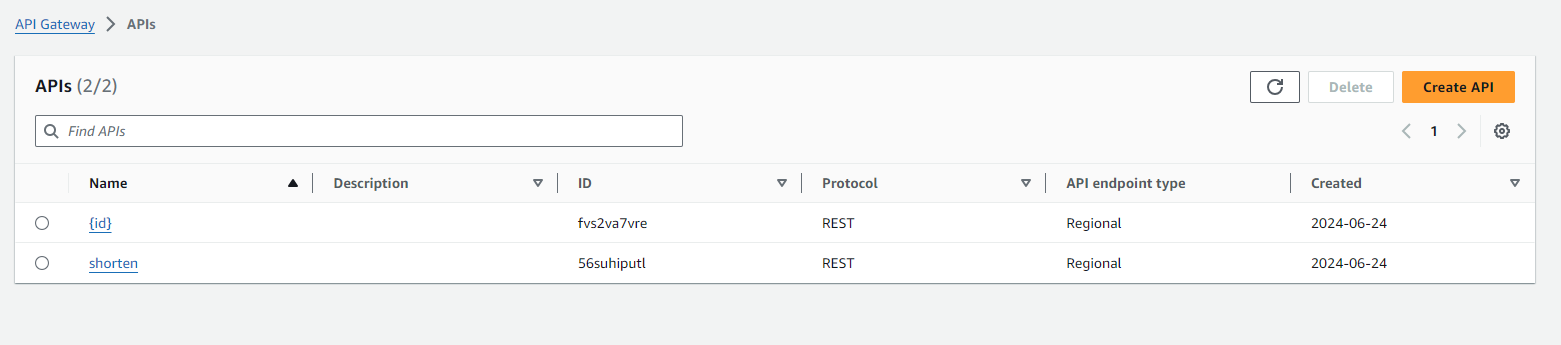 API Gateway > APIs
APIs (2/2)
Delete
Create API
Find APIs
1
Name Description ID Protocol API endpoint type Created
{id} fvs2va7vre REST Regional 2024-06-24
shorten 56suhiputl REST Regional 2024-06-24